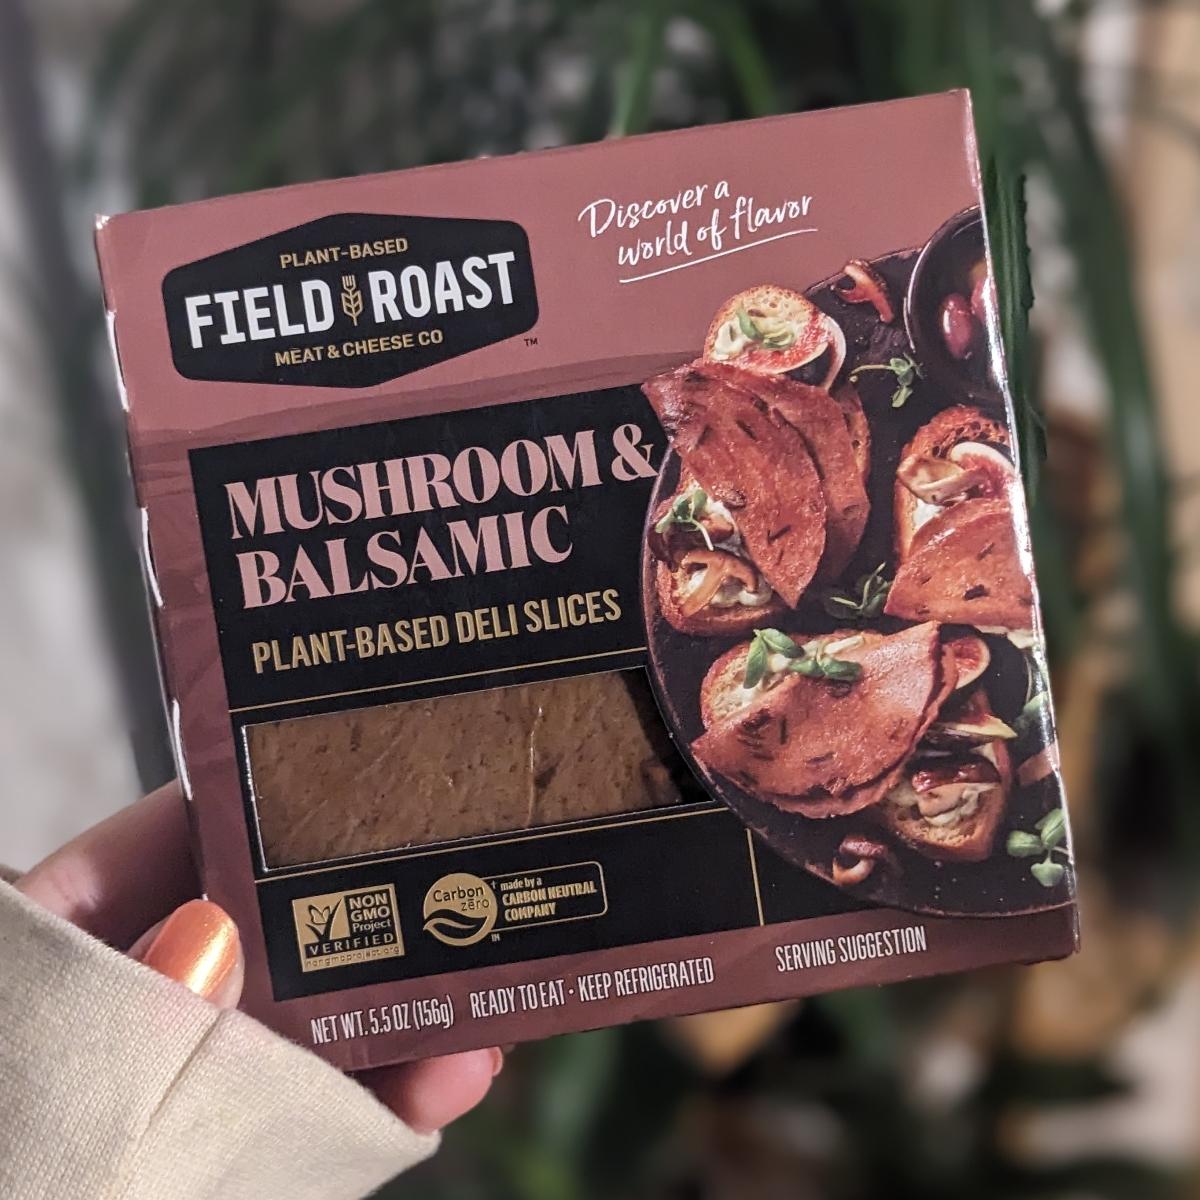 PLANT-BASED
FIELD ROAST
MEAT & CHEESE CO
™
Discover a
world of flavor
MUSHROOM &
BALSAMIC
PLANT-BASED DELI SLICES
NON
GMO
Project
VERIFIED
nongmoproject.org
Carbon
zero
IN
† made by a
CARBON NEUTRAL
COMPANY
NET WT. 5.5 OZ (156g) READY TO EAT • KEEP REFRIGERATED
SERVING SUGGESTION